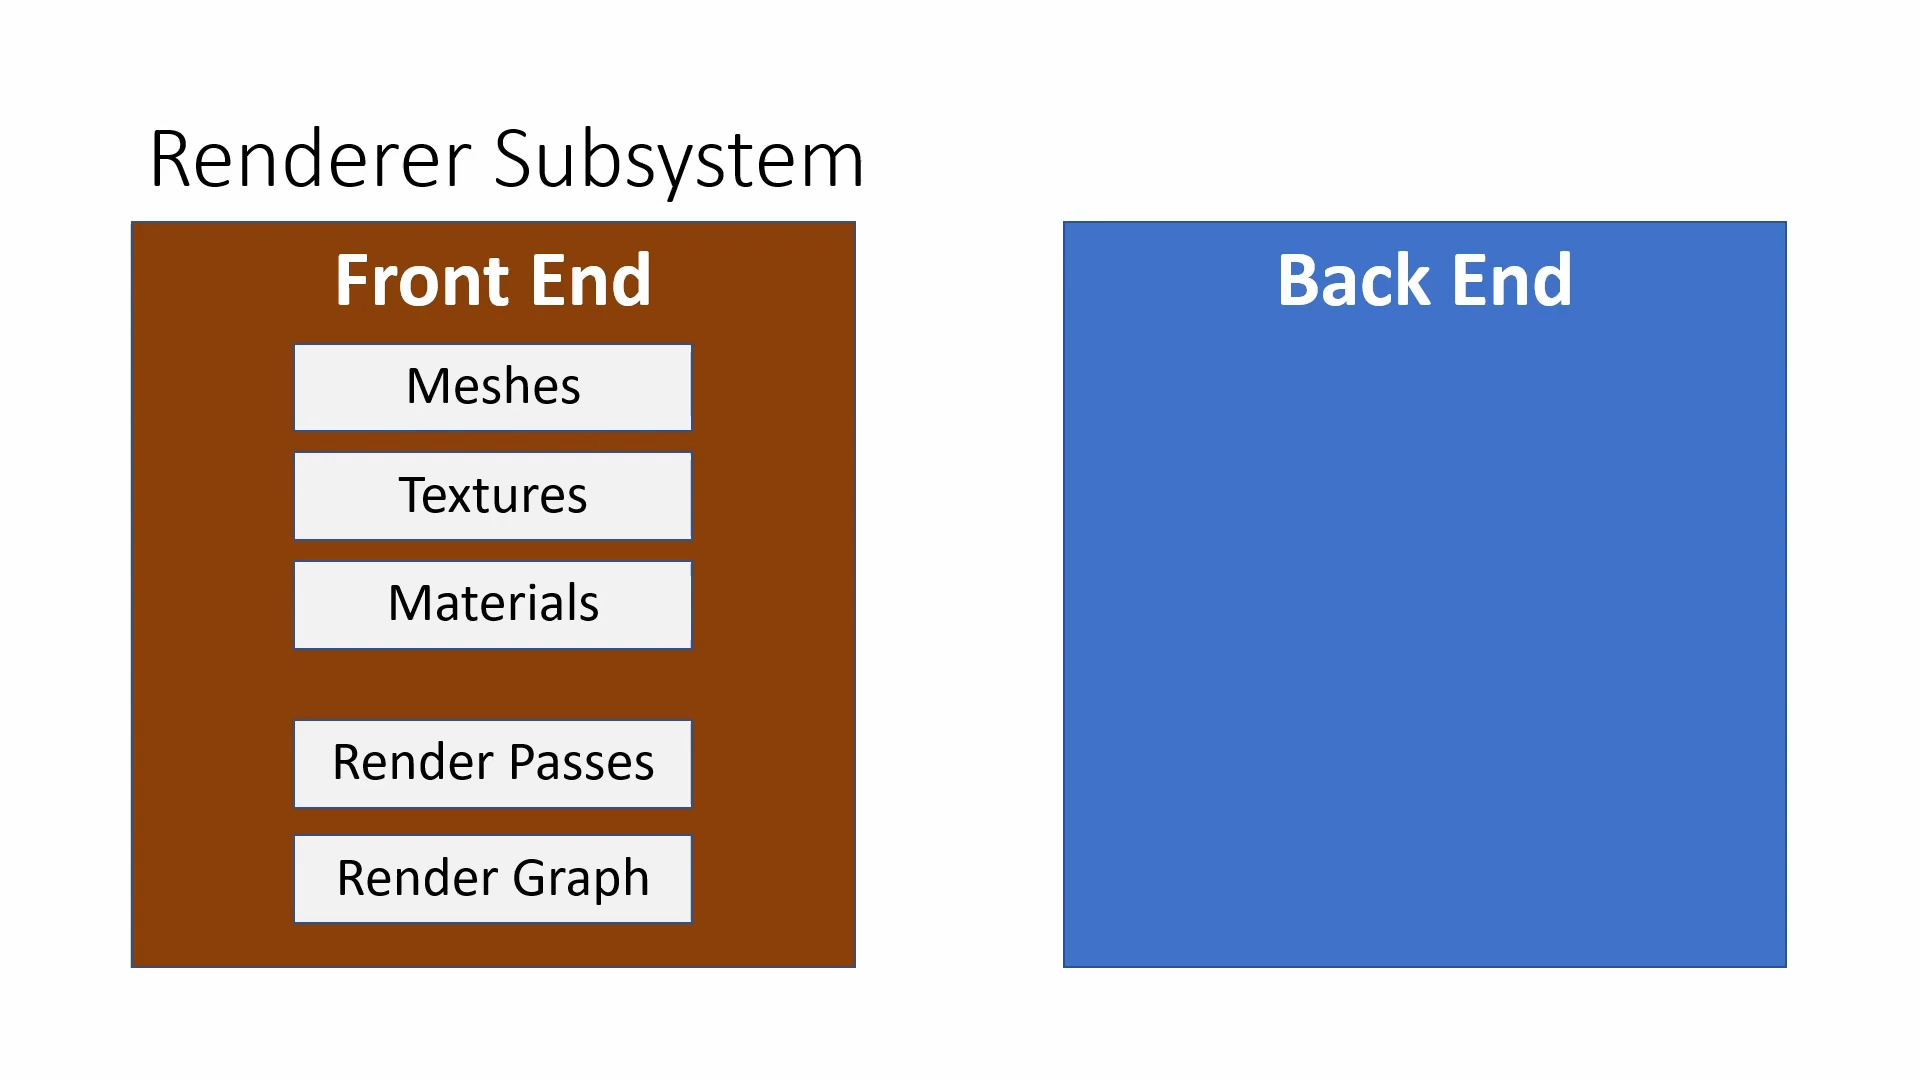 Renderer Subsystem
Front End
Meshes
Textures
Materials
Render Passes
Render Graph
Back End